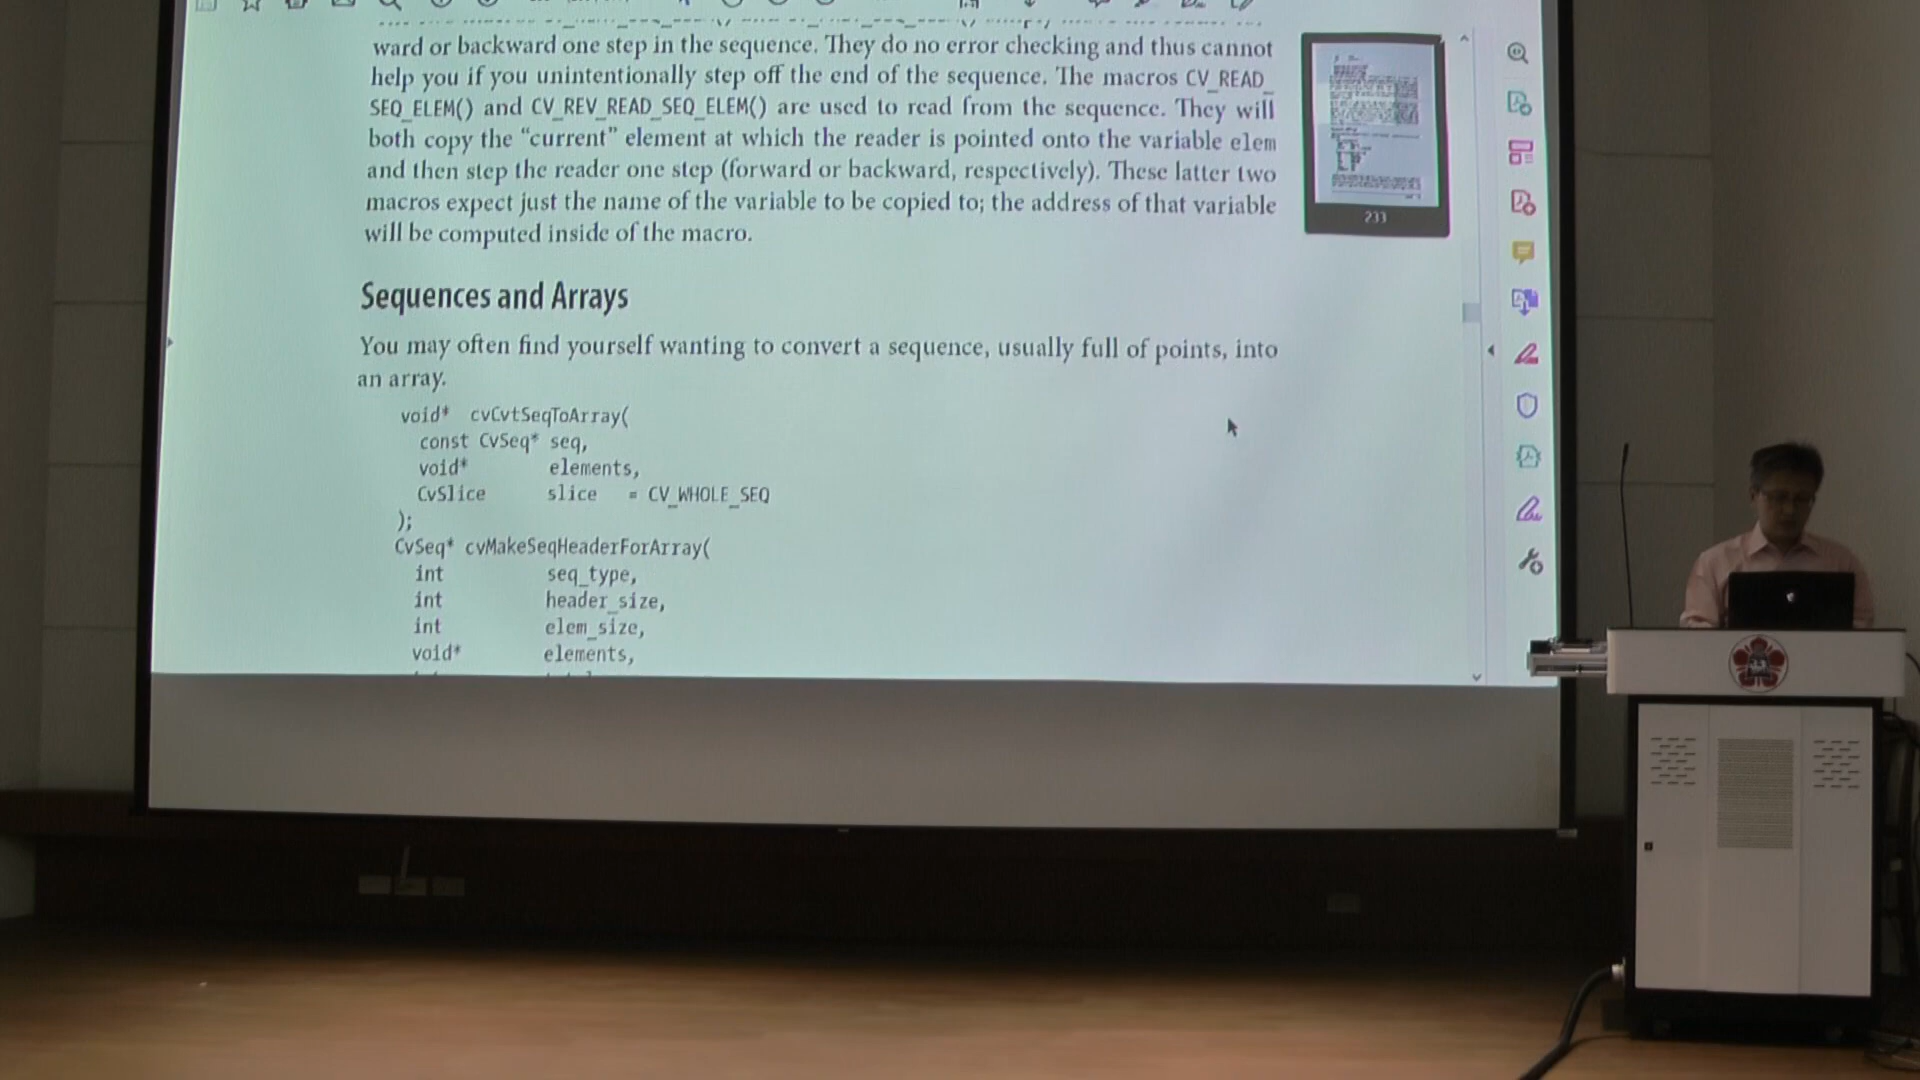 ward or backward one step in the sequence. They do no error checking and thus cannot
help you if you unintentionally step off the end of the sequence. The macros CV_READ_
SEQ_ELEM() and CV_REV_READ_SEQ_ELEM() are used to read from the sequence. They will
both copy the “current” element at which the reader is pointed onto the variable elem
and then step the reader one step (forward or backward, respectively). These latter two
macros expect just the name of the variable to be copied to; the address of that variable
will be computed inside of the macro.
233
Sequences and Arrays
You may often find yourself wanting to convert a sequence, usually full of points, into
an array.
void* cvCvtSeqToArray(
const CvSeq* seq,
void* elements,
CvSlice slice = CV_WHOLE_SEQ
);
CvSeq* cvMakeSeqHeaderForArray(
int seq_type,
int header_size,
int elem_size,
void* elements,